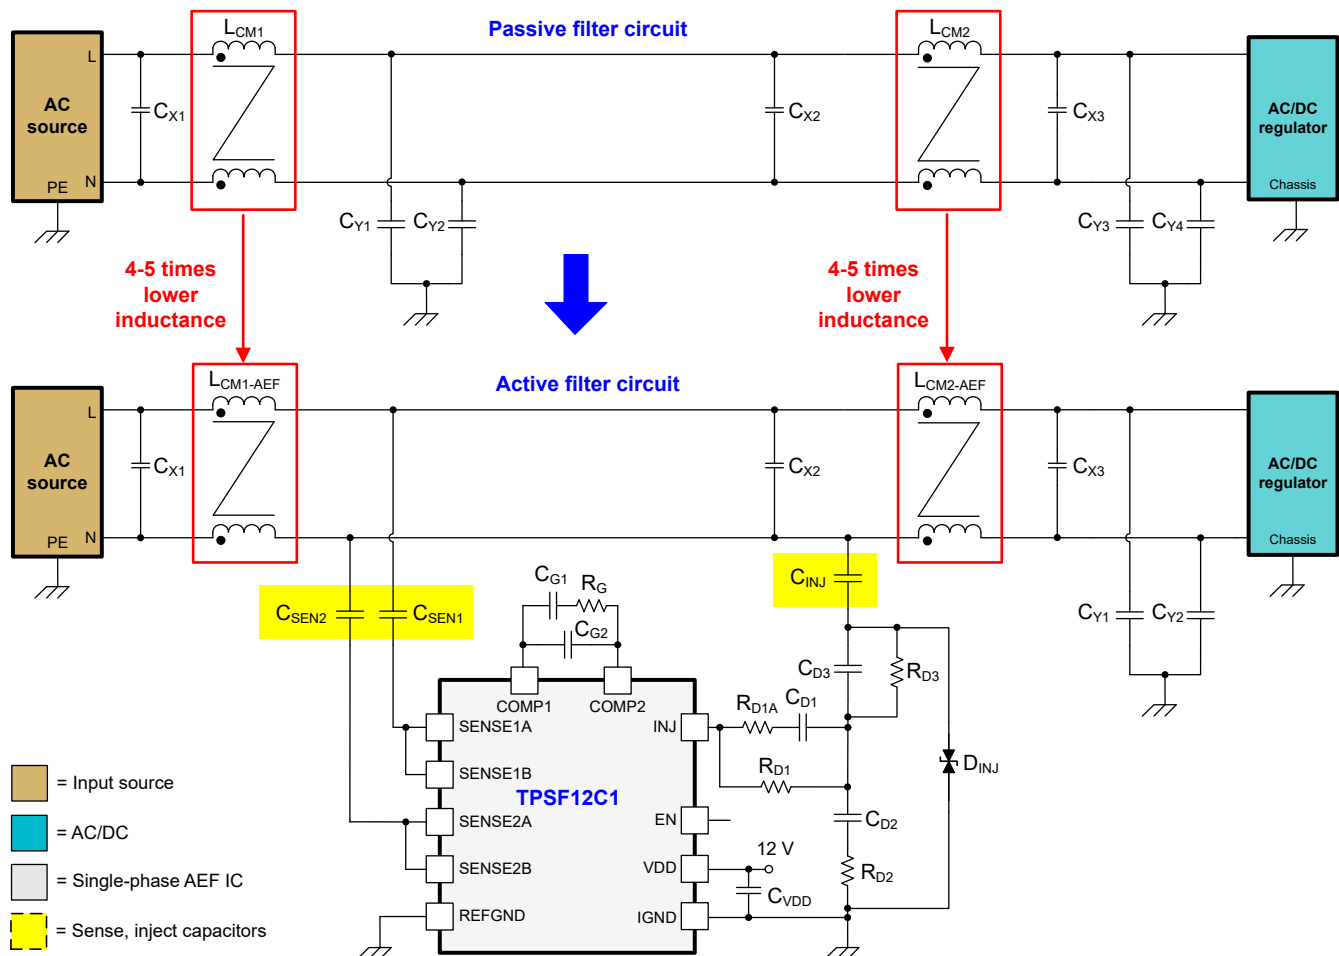 Passive filter circuit
LCM1
LCM2
AC source
L
N
PE
CX1
CX2
CX3
AC/DC regulator
Chassis
CY1
CY2
CY3
CY4
4-5 times
lower
inductance
4-5 times
lower
inductance
Active filter circuit
LCM1-AEF
LCM2-AEF
AC source
L
N
PE
CX1
CX2
CX3
AC/DC regulator
Chassis
CSEN2
CSEN1
CG1
RG
CG2
CINJ
CY1
CY2
CD3
RD3
COMP1
COMP2
SENSE1A
SENSE1B
SENSE2A
SENSE2B
REFGND
TPSF12C1
INJ
EN
VDD
IGND
RD1A
CD1
RD1
DINJ
CD2
RD2
12 V
CVDD
= Input source
= AC/DC
= Single-phase AEF IC
= Sense, inject capacitors